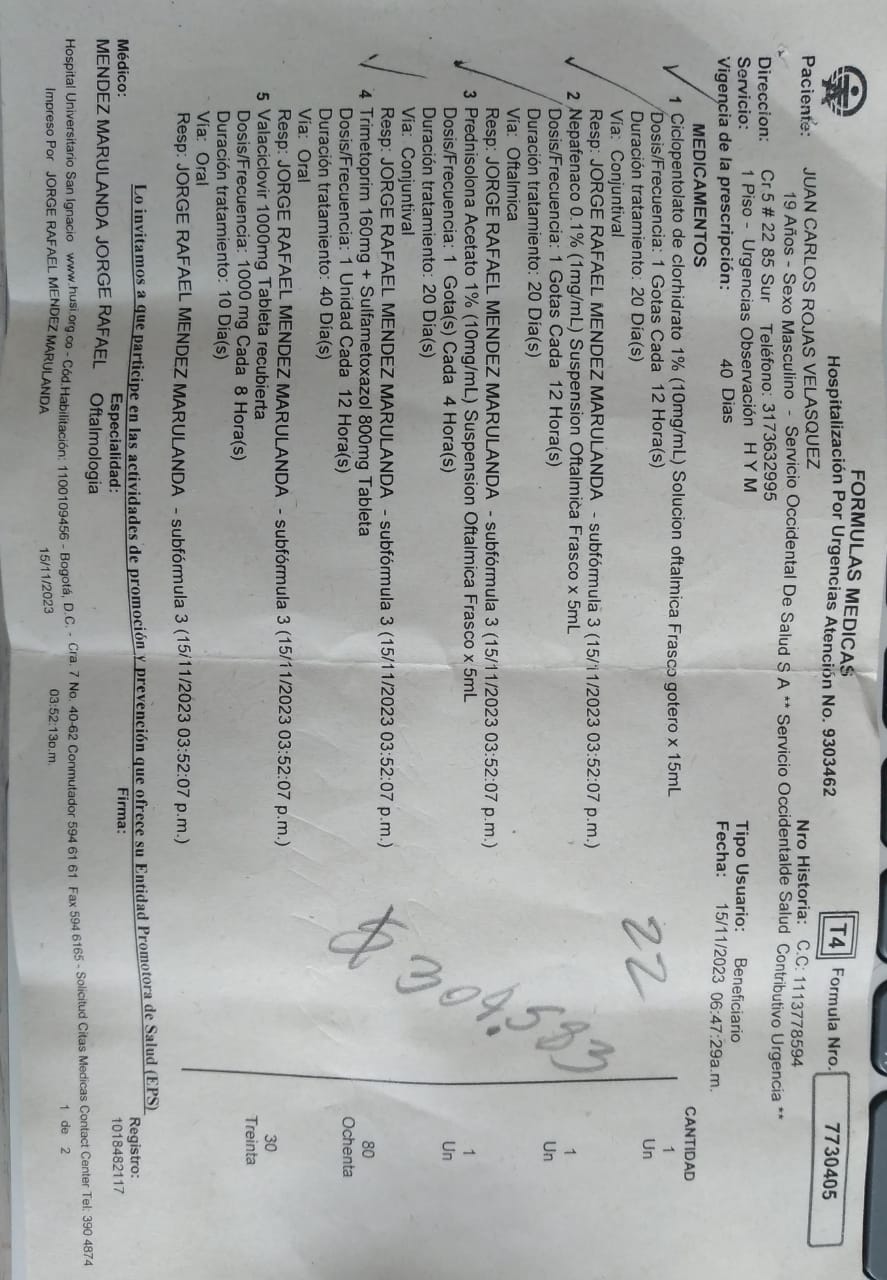 FORMULAS MEDICAS
Hospitalización Por Urgencias Atención No. 9303462
T4 Formula Nro. 7730405
Paciente: JUAN CARLOS ROJAS VELASQUEZ Nro Historia: C.C: 1113778594
19 Años - Sexo Masculino - Servicio Occidental De Salud S A ** Servicio Occidentalde Salud Contributivo Urgencia **
Direccion: Cr 5 # 22 85 Sur Teléfono: 3173632995
Servicio: 1 Piso - Urgencias Observación H Y M Tipo Usuario: Beneficiario
Vigencia de la prescripción: 40 Dias Fecha: 15/11/2023 06:47:29a.m.
MEDICAMENTOS CANTIDAD
1 Ciclopentolato de clorhidrato 1% (10mg/mL) Solucion oftalmica Frasco gotero x 15mL 1
Dosis/Frecuencia: 1 Gotas Cada 12 Hora(s) Un
Duración tratamiento: 20 Dia(s)
Vía: Conjuntival
Resp: JORGE RAFAEL MENDEZ MARULANDA - subfórmula 3 (15/11/2023 03:52:07 p.m.)
2 Nepafenaco 0.1% (1mg/mL) Suspension Oftalmica Frasco x 5mL 1
Dosis/Frecuencia: 1 Gotas Cada 12 Hora(s) Un
Duración tratamiento: 20 Dia(s)
Vía: Oftalmica
Resp: JORGE RAFAEL MENDEZ MARULANDA - subfórmula 3 (15/11/2023 03:52:07 p.m.)
3 Prednisolona Acetato 1% (10mg/mL) Suspension Oftalmica Frasco x 5mL 1
Dosis/Frecuencia: 1 Gota(s) Cada 4 Hora(s) Un
Duración tratamiento: 20 Dia(s)
Vía: Conjuntival
Resp: JORGE RAFAEL MENDEZ MARULANDA - subfórmula 3 (15/11/2023 03:52:07 p.m.)
4 Trimetoprim 160mg + Sulfametoxazol 800mg Tableta 80
Dosis/Frecuencia: 1 Unidad Cada 12 Hora(s) Ochenta
Duración tratamiento: 40 Dia(s)
Vía: Oral
Resp: JORGE RAFAEL MENDEZ MARULANDA - subfórmula 3 (15/11/2023 03:52:07 p.m.)
5 Valaciclovir 1000mg Tableta recubierta 30
Dosis/Frecuencia: 1000 mg Cada 8 Hora(s) Treinta
Duración tratamiento: 10 Dia(s)
Vía: Oral
Resp: JORGE RAFAEL MENDEZ MARULANDA - subfórmula 3 (15/11/2023 03:52:07 p.m.)
22
$ 309.583
Lo invitamos a que participe en las actividades de promoción y prevención que ofrece su Entidad Promotora de Salud (EPS)
Médico: Especialidad: Firma: Registro:
MENDEZ MARULANDA JORGE RAFAEL Oftalmologia 1018482117
Hospital Universitario San Ignacio www.husi.org.co - Cód.Habilitación: 1100109456 - Bogotá, D.C. - Cra. 7 No. 40-62 Conmutador 594 61 61 Fax 594 6165 - Solicitud Citas Medicas Contact Center Tel: 390 4874
Impreso Por JORGE RAFAEL MENDEZ MARULANDA 15/11/2023 03:52:13p.m. 1 de 2